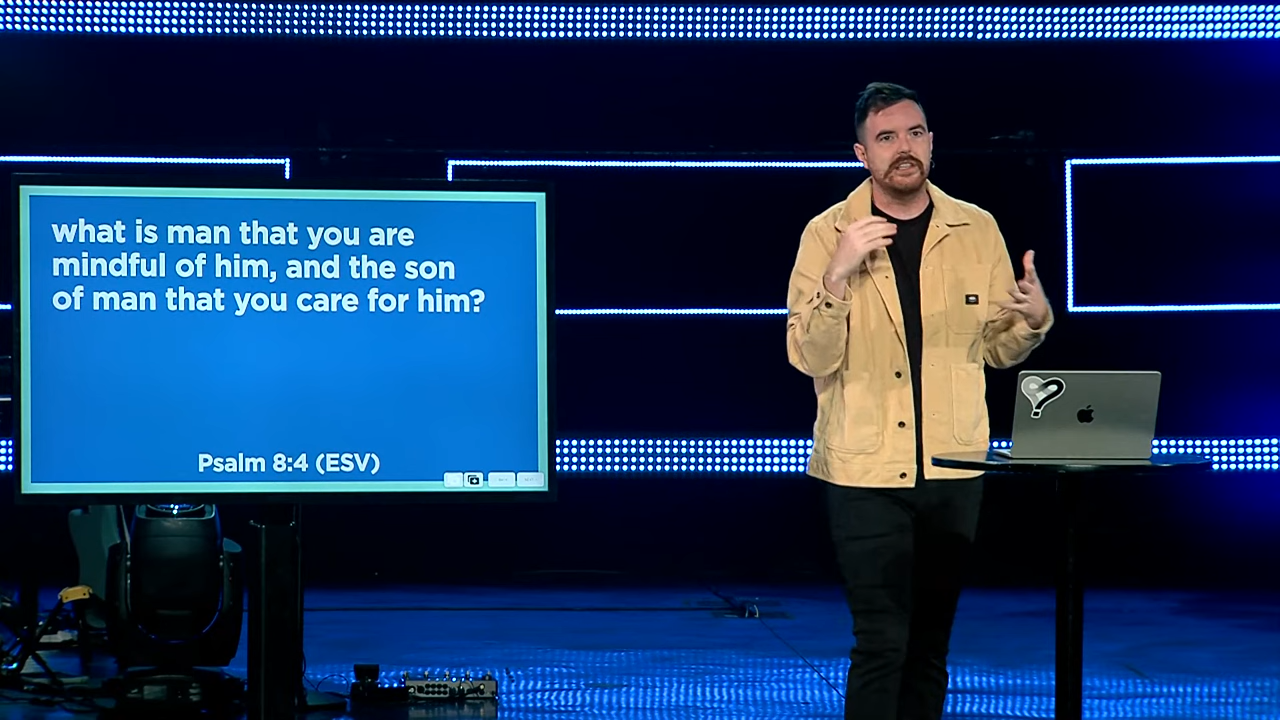 what is man that you are
mindful of him, and the son
of man that you care for him?
Psalm 8:4 (ESV)